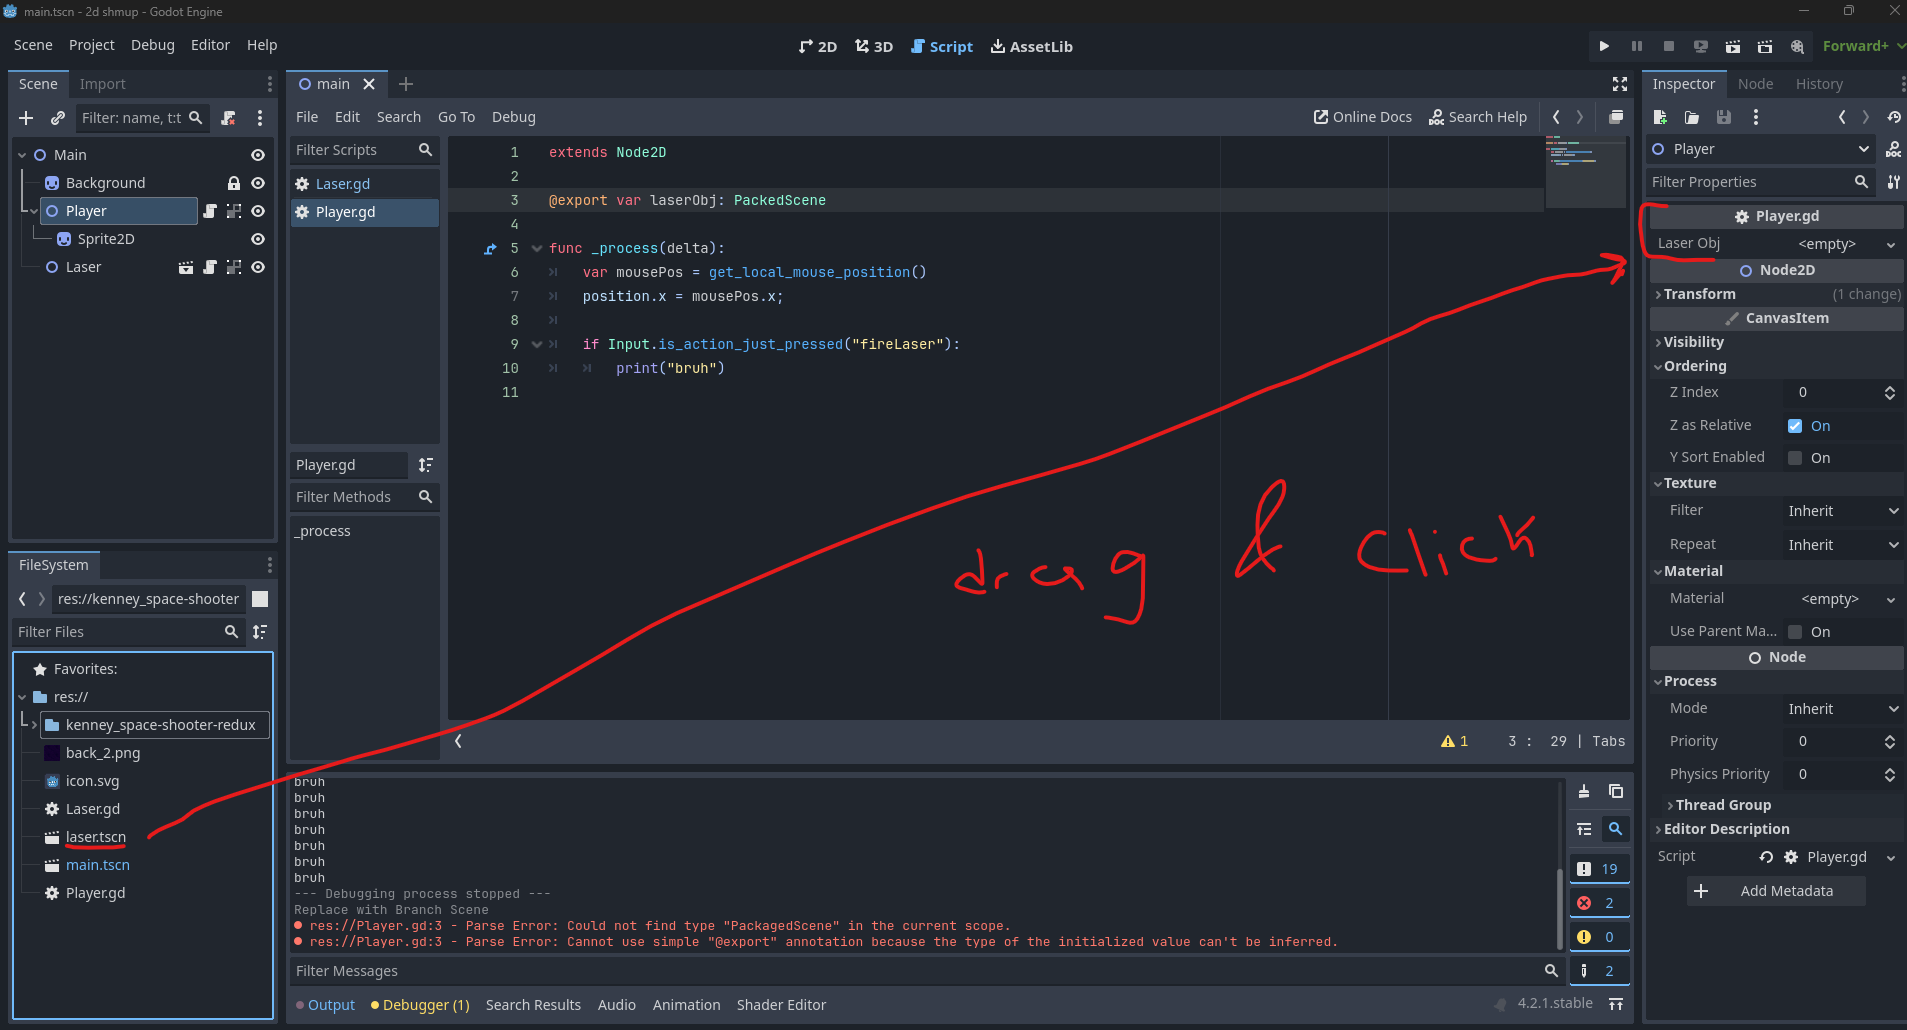 main.tscn - 2d shmup - Godot Engine
Scene Project Debug Editor Help
2D 3D Script AssetLib
Forward+
Scene Import
Filter: name, t:t
Main
Background
Player
Sprite2D
Laser
main
File Edit Search Go To Debug
Online Docs Search Help
Filter Scripts
Laser.gd
Player.gd
Player.gd
Filter Methods
_process
1 extends Node2D
2
3 @export var laserObj: PackedScene
4
5 func _process(delta):
6 var mousePos = get_local_mouse_position()
7 position.x = mousePos.x;
8
9 if Input.is_action_just_pressed("fireLaser"):
10 print("bruh")
11
drag & click
1 3 : 29 | Tabs
FileSystem
res://kenney_space-shooter
Filter Files
Favorites:
res://
kenney_space-shooter-redux
back_2.png
icon.svg
Laser.gd
laser.tscn
main.tscn
Player.gd
bruh
bruh
bruh
bruh
bruh
bruh
bruh
--- Debugging process stopped ---
Replace with Branch Scene
res://Player.gd:3 - Parse Error: Could not find type "PackagedScene" in the current scope.
res://Player.gd:3 - Parse Error: Cannot use simple "@export" annotation because the type of the initialized value can't be inferred.
19
2
0
2
Filter Messages
Output Debugger (1) Search Results Audio Animation Shader Editor
4.2.1.stable
Inspector Node History
Player
Filter Properties
Player.gd
Laser Obj <empty>
Node2D
Transform (1 change)
CanvasItem
Visibility
Ordering
Z Index 0
Z as Relative On
Y Sort Enabled On
Texture
Filter Inherit
Repeat Inherit
Material
Material <empty>
Use Parent Ma... On
Node
Process
Mode Inherit
Priority 0
Physics Priority 0
Thread Group
Editor Description
Script Player.gd
Add Metadata